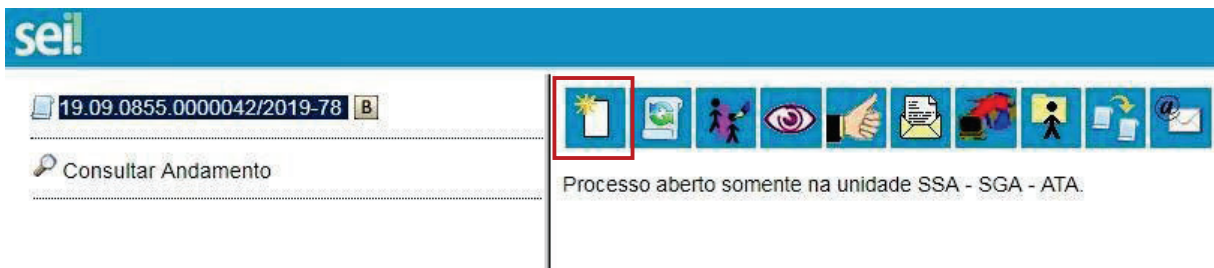 sei!
19.09.0855.0000042/2019-78 B
Consultar Andamento
Processo aberto somente na unidade SSA - SGA - ATA.
@